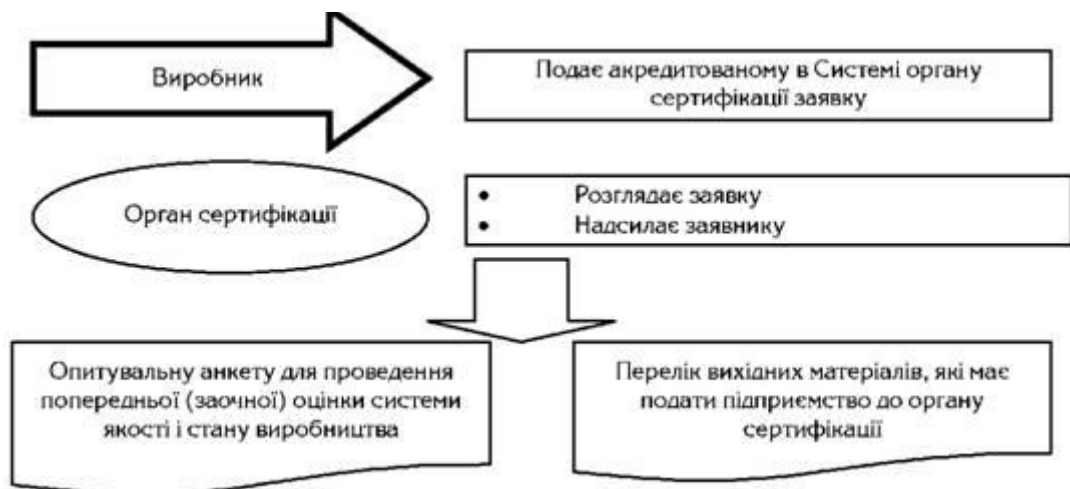 Виробник
Подає акредитованому в Системі органу
сертифікації заявку
Орган сертифікації
• Розглядає заявку
• Надсилає заявнику
Опитувальну анкету для проведення
попередньої (заочної) оцінки системи
якості і стану виробництва
Перелік вихідних матеріалів, які має
подати підприємство до органу
сертифікації